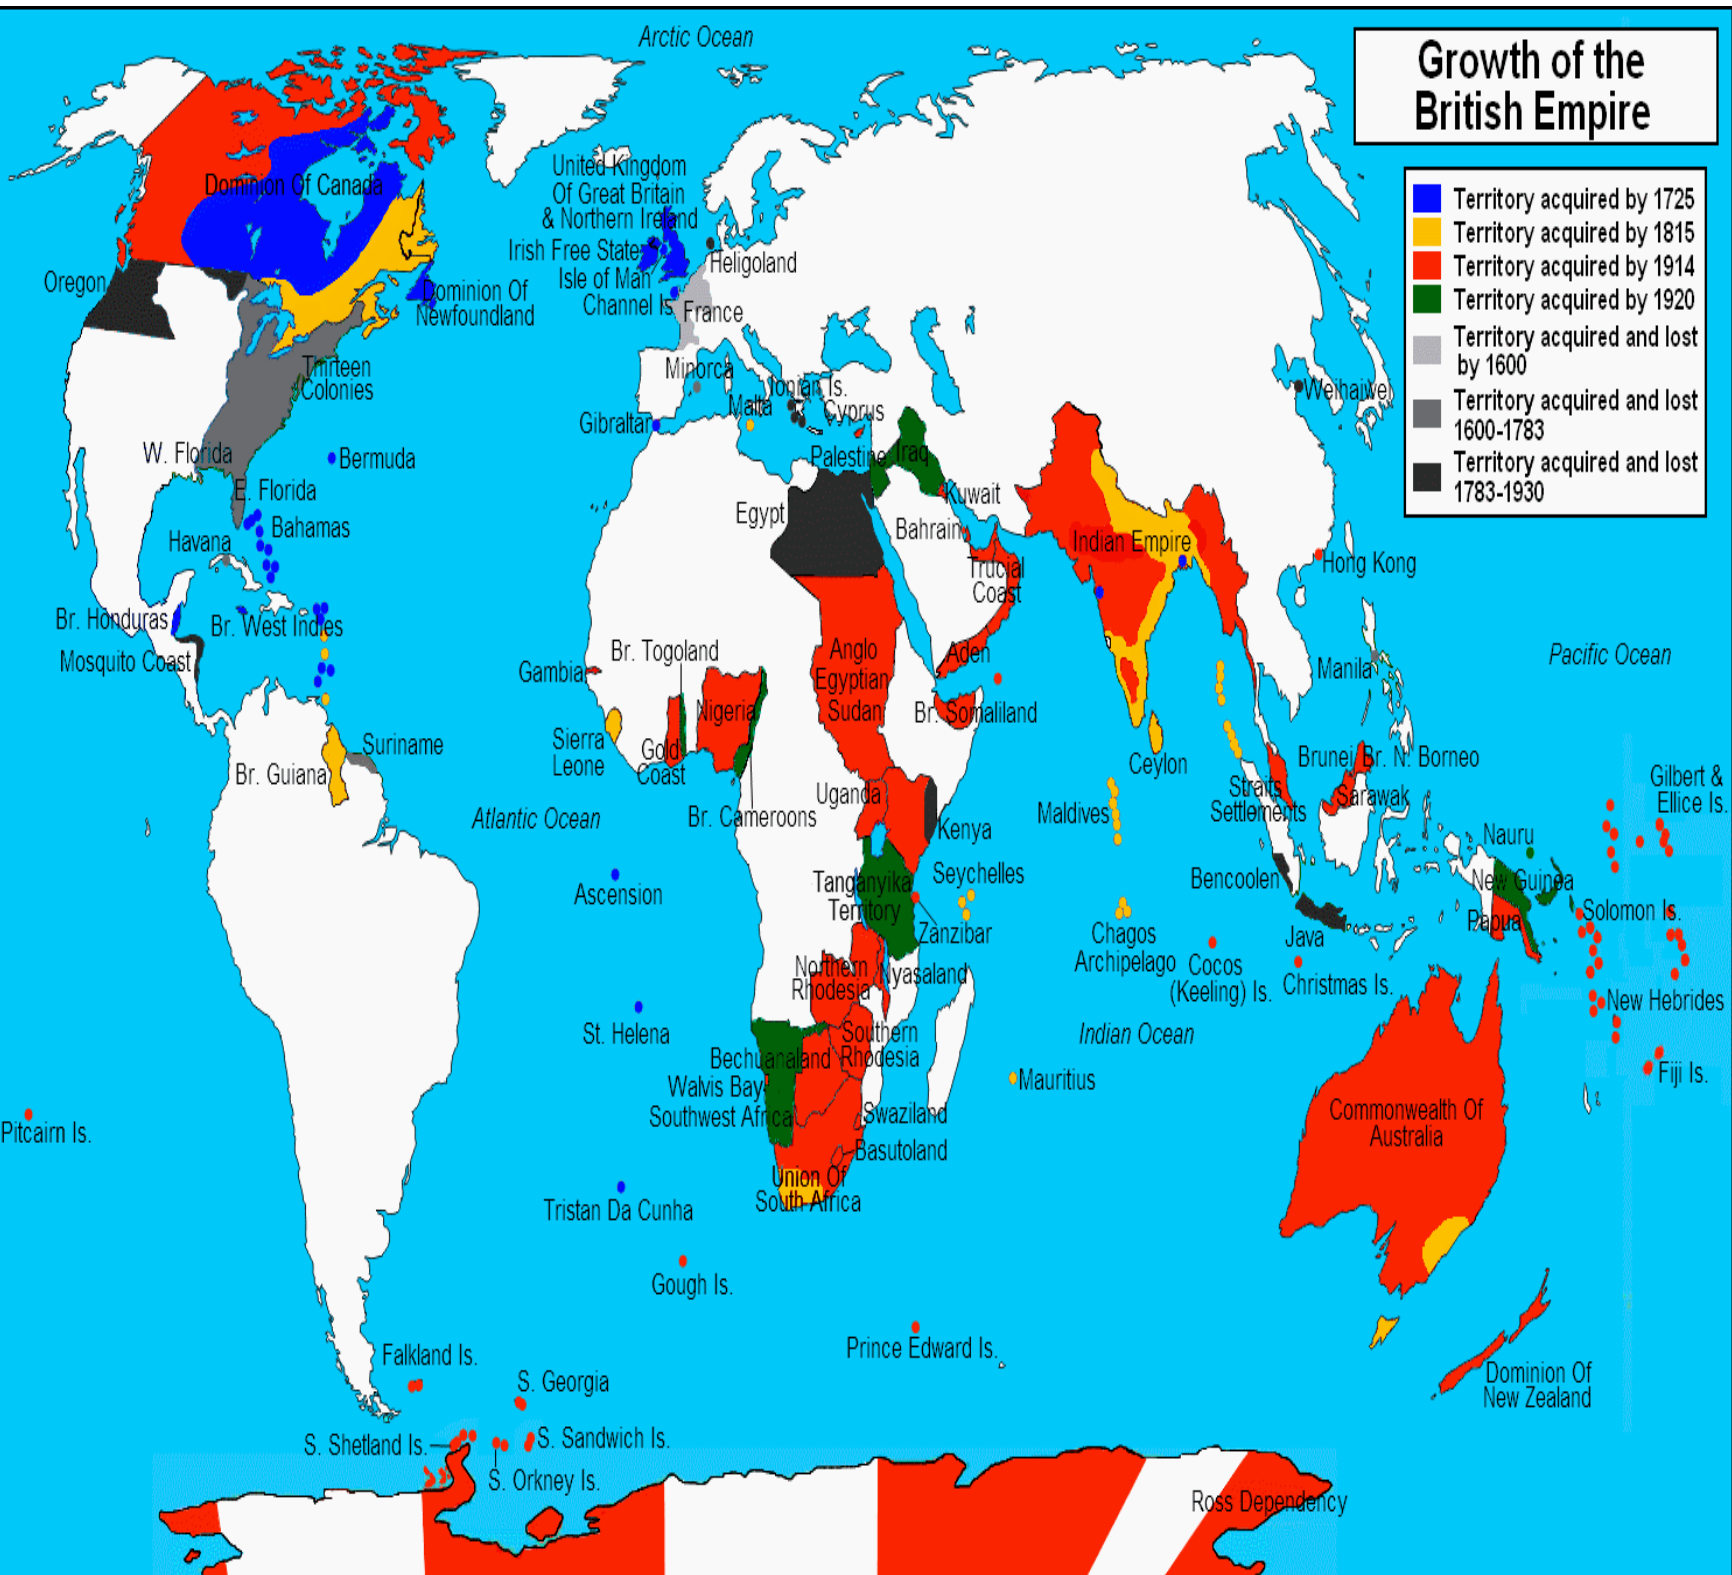 Arctic Ocean
Growth of the
British Empire
Territory acquired by 1725
Territory acquired by 1815
Territory acquired by 1914
Territory acquired by 1920
Territory acquired and lost
by 1600
Territory acquired and lost
1600-1783
Territory acquired and lost
1783-1930
United Kingdom
Of Great Britain
& Northern Ireland
Irish Free State
Isle of Man
Channel Is.
Heligoland
France
Dominion Of Canada
Oregon
Dominion Of
Newfoundland
Thirteen
Colonies
W. Florida
E. Florida
Bermuda
Bahamas
Havana
Br. Honduras
Br. West Indies
Mosquito Coast
Suriname
Br. Guiana
Minorca
Ionian Is.
Malta
Cyprus
Gibraltar
Palestine
Iraq
Egypt
Kuwait
Bahrain
Trucial
Coast
Aden
Weihaiwei
Indian Empire
Hong Kong
Manila
Pacific Ocean
Br. Togoland
Gambia
Anglo
Egyptian
Sudan
Nigeria
Br. Somaliland
Sierra
Leone
Gold
Coast
Br. Cameroons
Uganda
Kenya
Ceylon
Maldives
Straits
Settlements
Brunei
Br. N. Borneo
Sarawak
Gilbert &
Ellice Is.
Nauru
New Guinea
Papua
Solomon Is.
Bencoolen
Java
Atlantic Ocean
Ascension
Tanganyika
Territory
Seychelles
Zanzibar
Chagos
Archipelago
Cocos
(Keeling) Is.
Christmas Is.
New Hebrides
Northern
Rhodesia
Nyasaland
St. Helena
Southern
Rhodesia
Indian Ocean
Bechuanaland
Walvis Bay
Southwest Africa
Mauritius
Fiji Is.
Swaziland
Basutoland
Commonwealth Of
Australia
Pitcairn Is.
Union Of
South Africa
Tristan Da Cunha
Gough Is.
Prince Edward Is.
Dominion Of
New Zealand
Falkland Is.
S. Georgia
S. Shetland Is.
S. Sandwich Is.
S. Orkney Is.
Ross Dependency